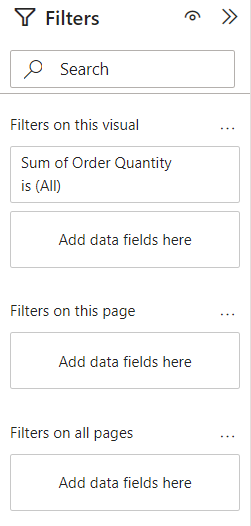 Filters
Search
Filters on this visual
...
Sum of Order Quantity
is (All)
Add data fields here
Filters on this page
...
Add data fields here
Filters on all pages
...
Add data fields here